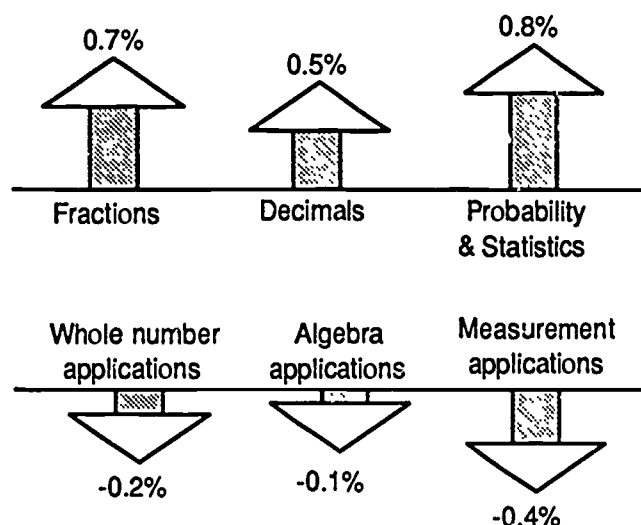 0.7%
0.5%
0.8%
Fractions
Decimals
Probability
& Statistics
Whole number
applications
Algebra
applications
Measurement
applications
-0.2%
-0.1%
-0.4%